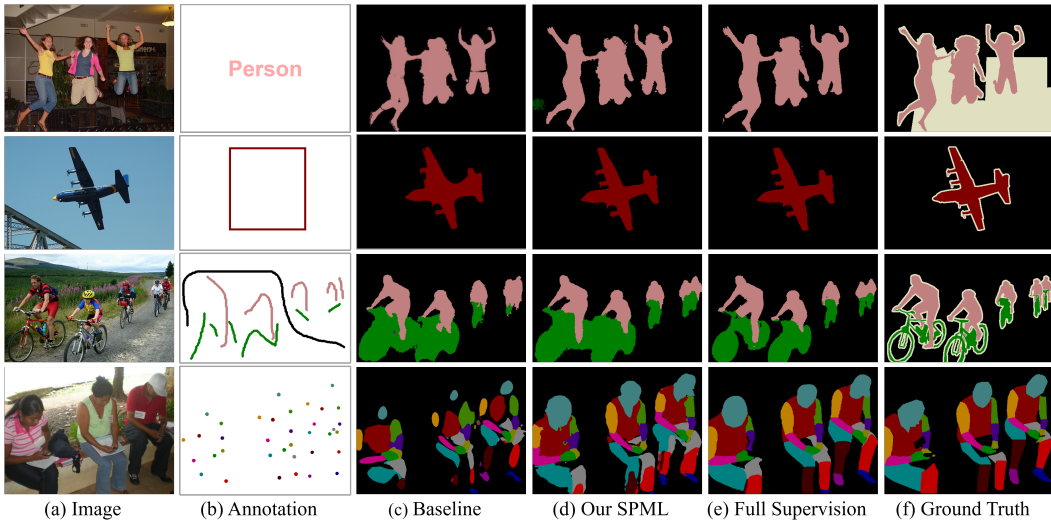 Person
(a) Image
(b) Annotation
(c) Baseline
(d) Our SPML
(e) Full Supervision
(f) Ground Truth